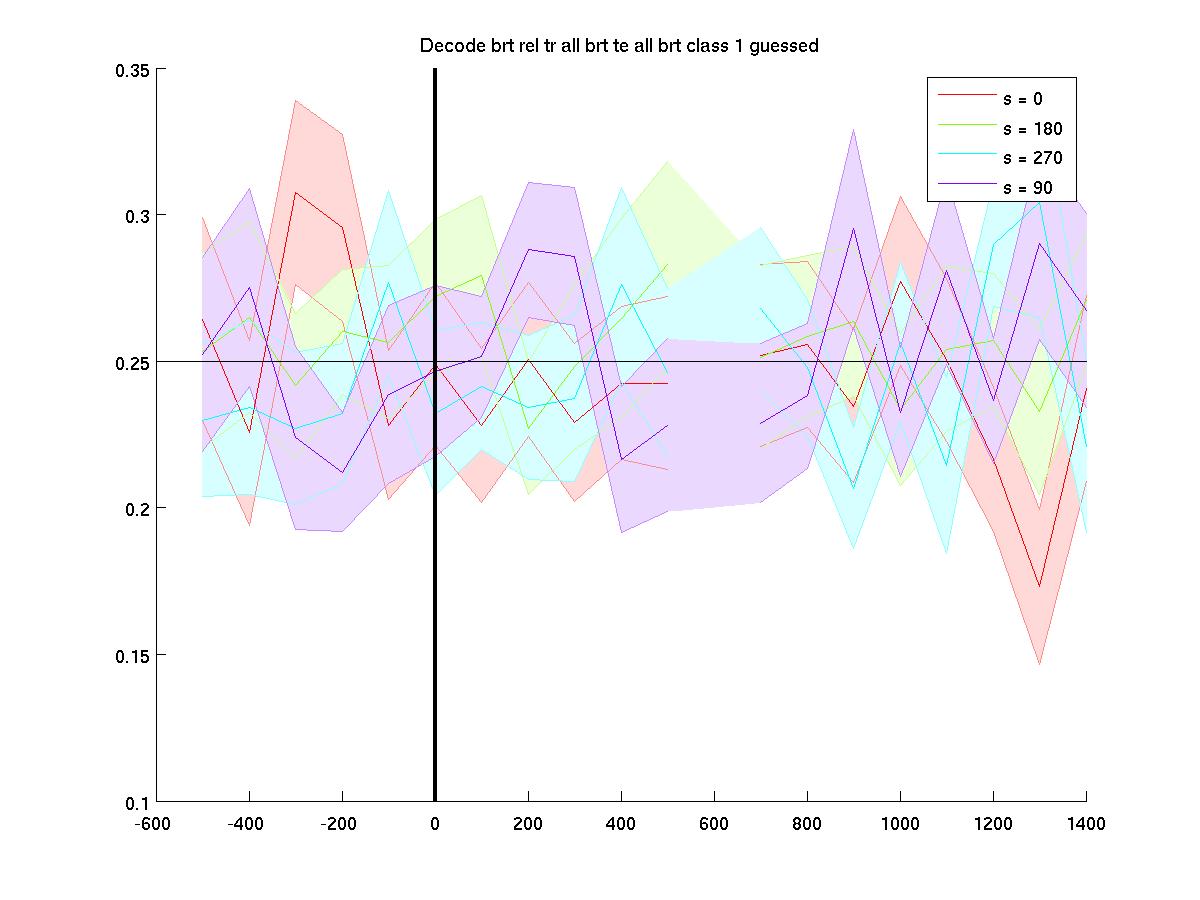 Decode brt rel tr all brt te all brt class 1 guessed
0.35
0.3
0.25
0.2
0.15
0.1
s = 0
s = 180
s = 270
s = 90
-600 -400 -200 0 200 400 600 800 1000 1200 1400